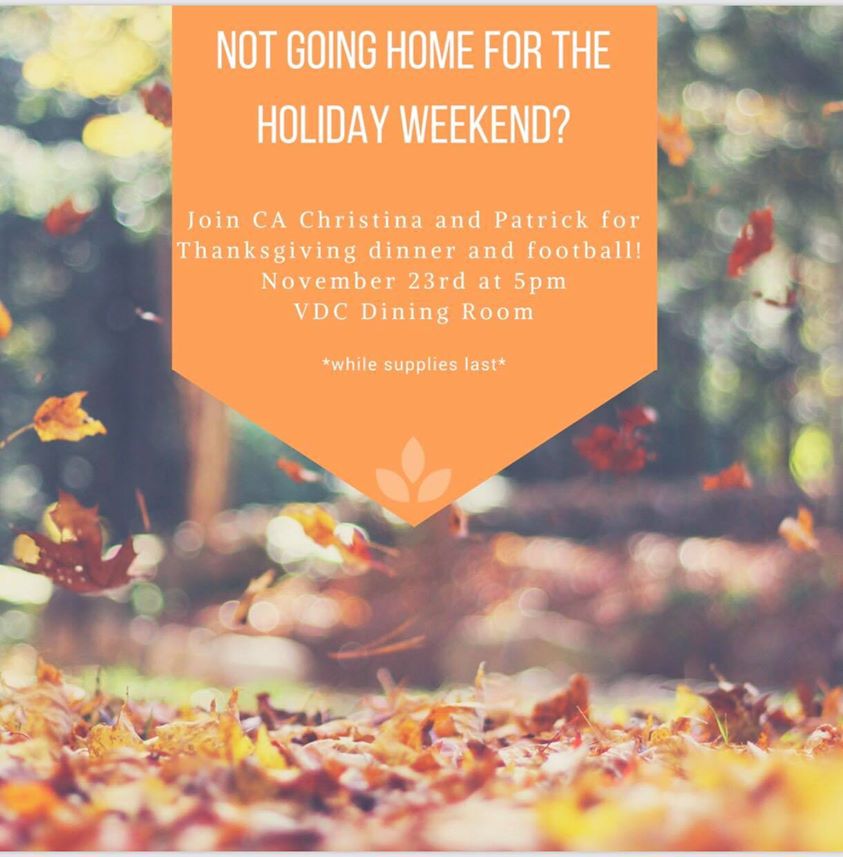 NOT GOING HOME FOR THE
HOLIDAY WEEKEND?
Join CA Christina and Patrick for
Thanksgiving dinner and football!
November 23rd at 5pm
VDC Dining Room
*while supplies last*